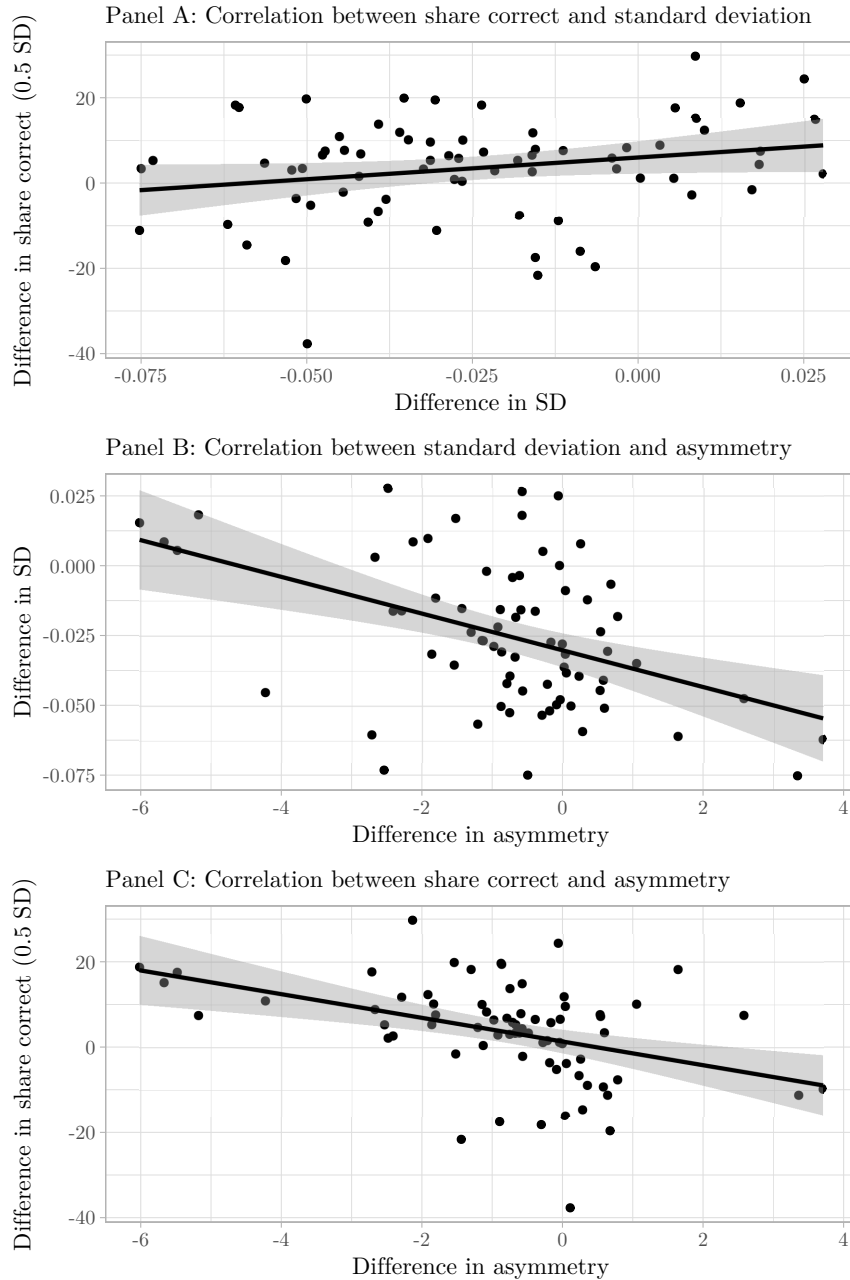 Panel A: Correlation between share correct and standard deviation
Difference in share correct (0.5 SD)
20
0
-20
-40
-0.075 -0.050 -0.025 0.000 0.025
Difference in SD
Panel B: Correlation between standard deviation and asymmetry
Difference in SD
0.025
0.000
-0.025
-0.050
-0.075
-6 -4 -2 0 2 4
Difference in asymmetry
Panel C: Correlation between share correct and asymmetry
Difference in share correct (0.5 SD)
20
0
-20
-40
-6 -4 -2 0 2 4
Difference in asymmetry